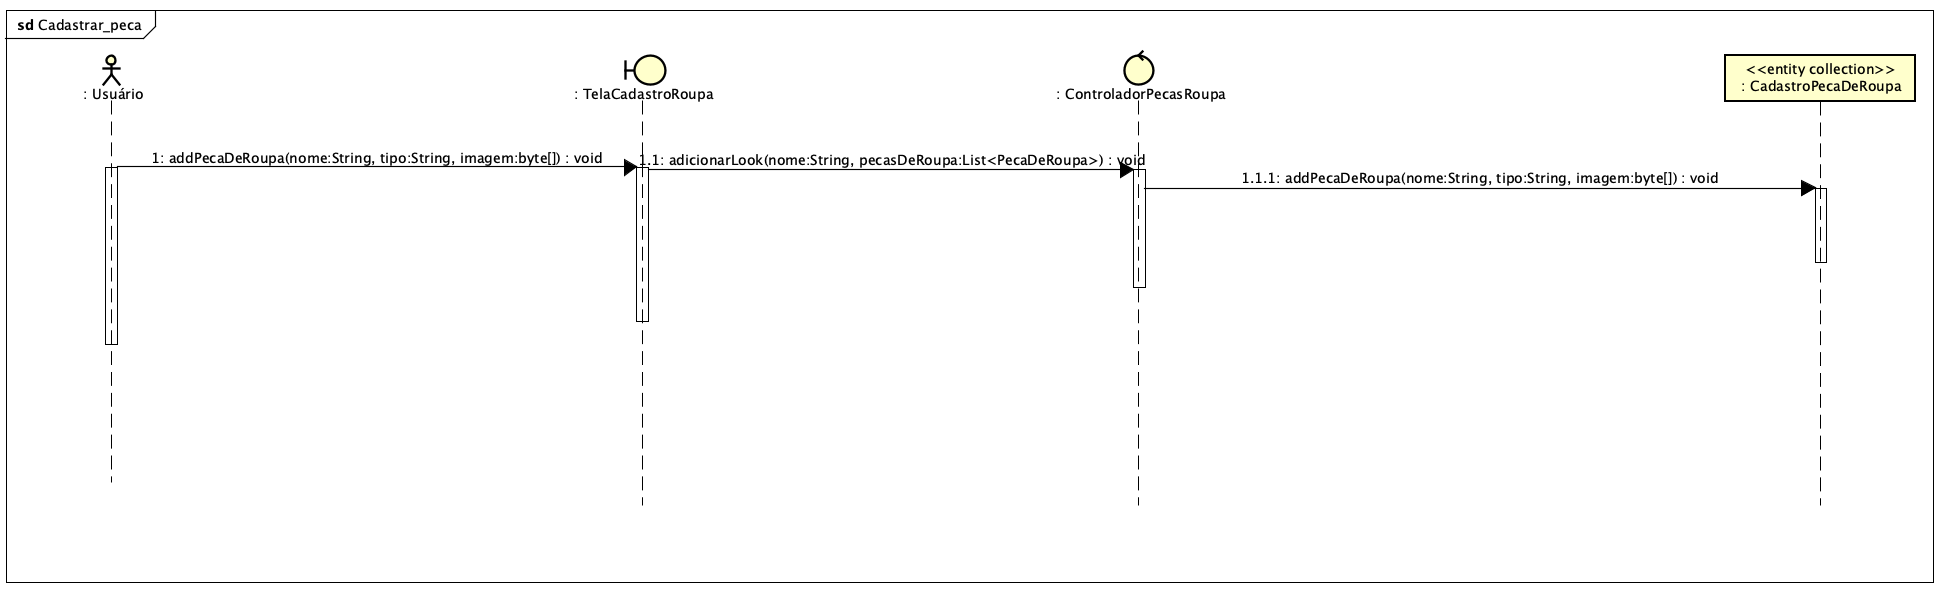 sd Cadastrar_peca
: Usuário
: TelaCadastroRoupa
: ControladorPecasRoupa
<<entity collection>>
: CadastroPecaDeRoupa
1: addPecaDeRoupa(nome:String, tipo:String, imagem:byte[]) : void
1.1: adicionarLook(nome:String, pecasDeRoupa:List<PecaDeRoupa>) : void
1.1.1: addPecaDeRoupa(nome:String, tipo:String, imagem:byte[]) : void